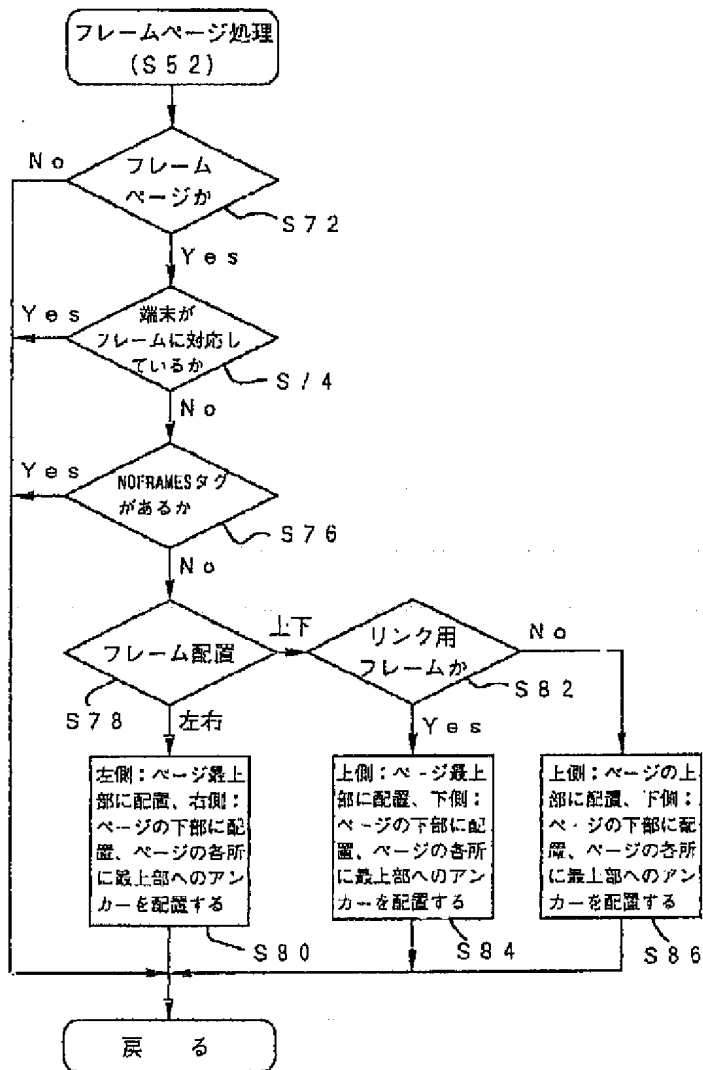 フレームページ処理
(S52)
No
フレーム
ページか
S72
Yes
Yes
端末が
フレームに対応し
ているか
S74
No
Yes
NOFRAMESタグ
があるか
S76
No
フレーム配置
上下
S78
左右
リンク用
フレームか
No
S82
Yes
左側：ページ最上
部に配置、右側：
ページの下部に配
置、ページの各所
に最上部へのアン
カーを配置する
S80
上側：ページ最上
部に配置、下側：
ページの下部に配
置、ページの各所
に最上部へのアン
カーを配置する
S84
上側：ページの上
部に配置、下側：
ページの下部に配
置、ページの各所
に最上部へのアン
カーを配置する
S86
戻る